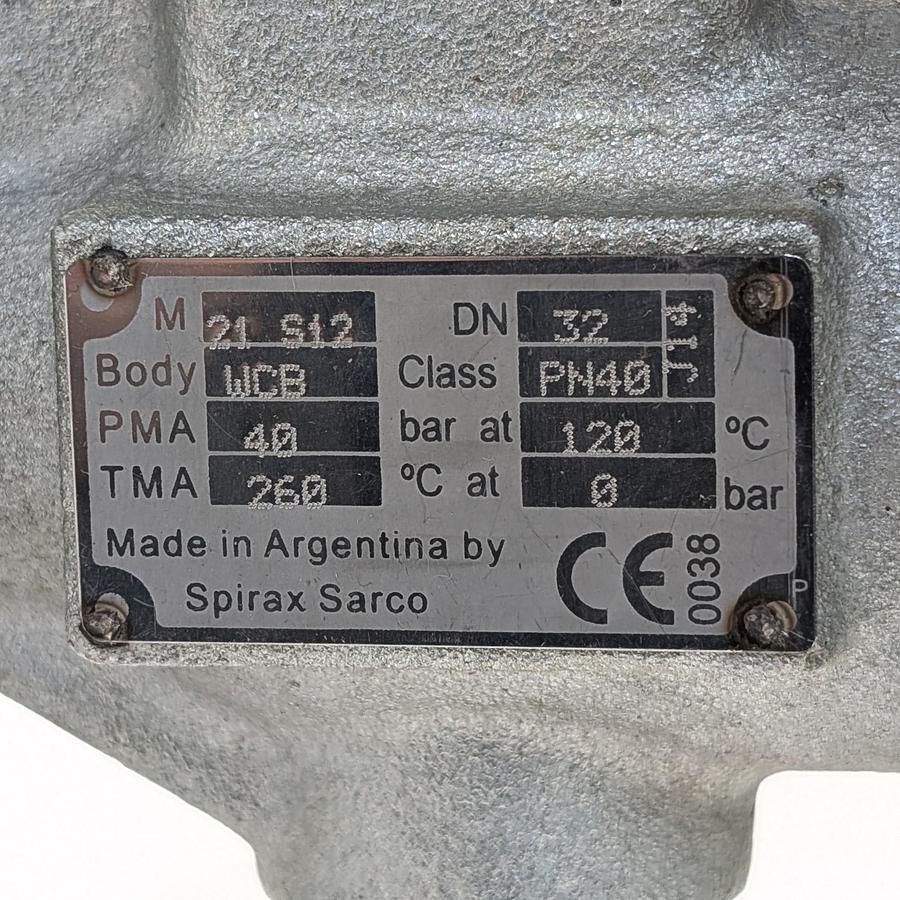 M 21 S12 DN 32
Body WCB Class PN40
PMA 40 bar at 120 ºC
TMA 260 ºC at 0 bar
Made in Argentina by
Spirax Sarco
CE 0038
P